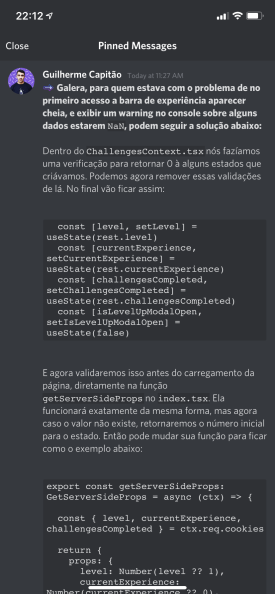 22:12
Close
Pinned Messages
Guilherme Capitão Today at 11:27 AM
→ Galera, para quem estava com o problema de no
primeiro acesso a barra de experiência aparecer
cheia, e exibir um warning no console sobre alguns
dados estarem NaN, podem seguir a solução abaixo:
Dentro do ChallengesContext.tsx nós fazíamos
uma verificação para retornar 0 à alguns estados que
criávamos. Podemos agora remover essas validações
de lá. No final vão ficar assim:
const [level, setLevel] =
useState(rest.level)
const [currentExperience,
setCurrentExperience] =
useState(rest.currentExperience)
const [challengesCompleted,
setChallengesCompleted] =
useState(rest.challengesCompleted)
const [isLevelUpModalOpen,
setIsLevelUpModalOpen] =
useState(false)
E agora validaremos isso antes do carregamento da
página, diretamente na função
getServerSideProps no index.tsx. Ela
funcionará exatamente da mesma forma, mas agora
caso o valor não existe, retornaremos o número inicial
para o estado. Então pode mudar sua função para ficar
como o exemplo abaixo:
export const getServerSideProps:
GetServerSideProps = async (ctx) => {
const { level, currentExperience,
challengesCompleted } = ctx.req.cookies
return {
props: {
level: Number(level ?? 1),
currentExperience:
Number(currentExperience ?? 0),